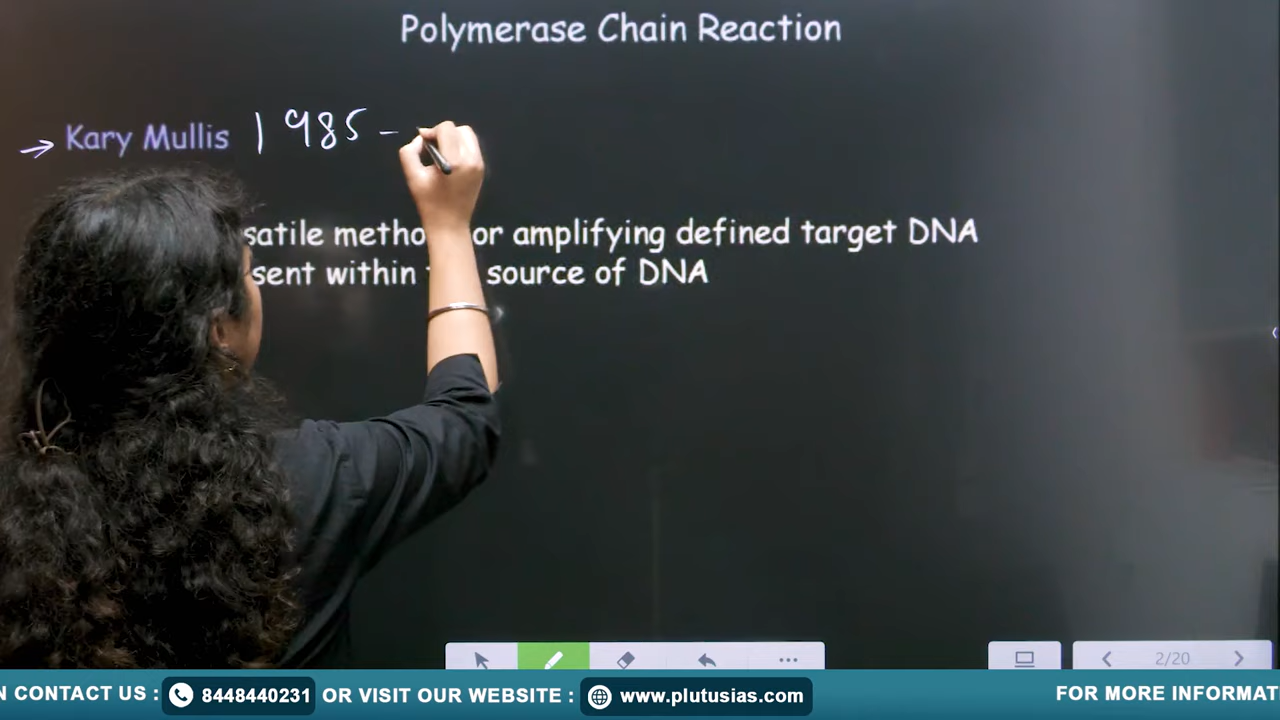 Polymerase Chain Reaction
→ Kary Mullis 1985 -
satile metho or amplifying defined target DNA
sent within source of DNA
2/20
N CONTACT US : 8448440231 OR VISIT OUR WEBSITE : www.plutusias.com FOR MORE INFORMAT